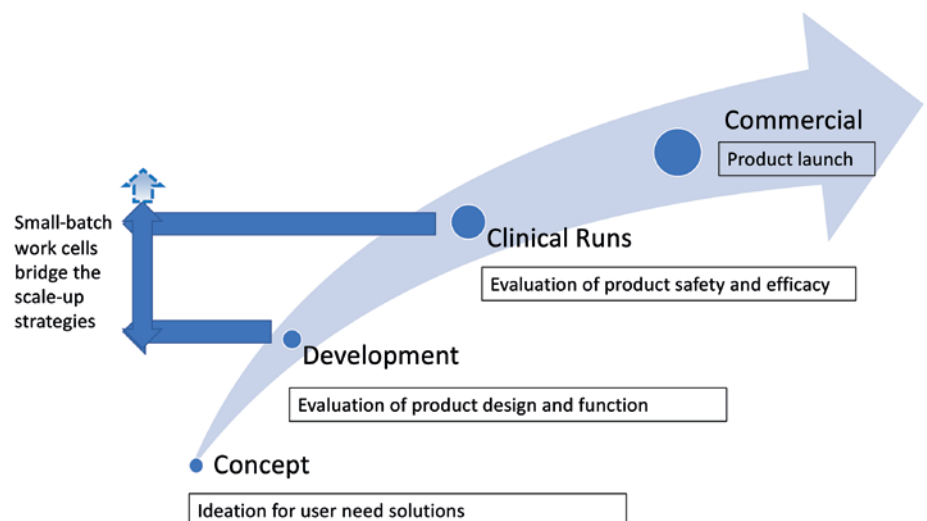 Commercial
Product launch
Small-batch
work cells
bridge the
scale-up
strategies
Clinical Runs
Evaluation of product safety and efficacy
Development
Evaluation of product design and function
Concept
Ideation for user need solutions